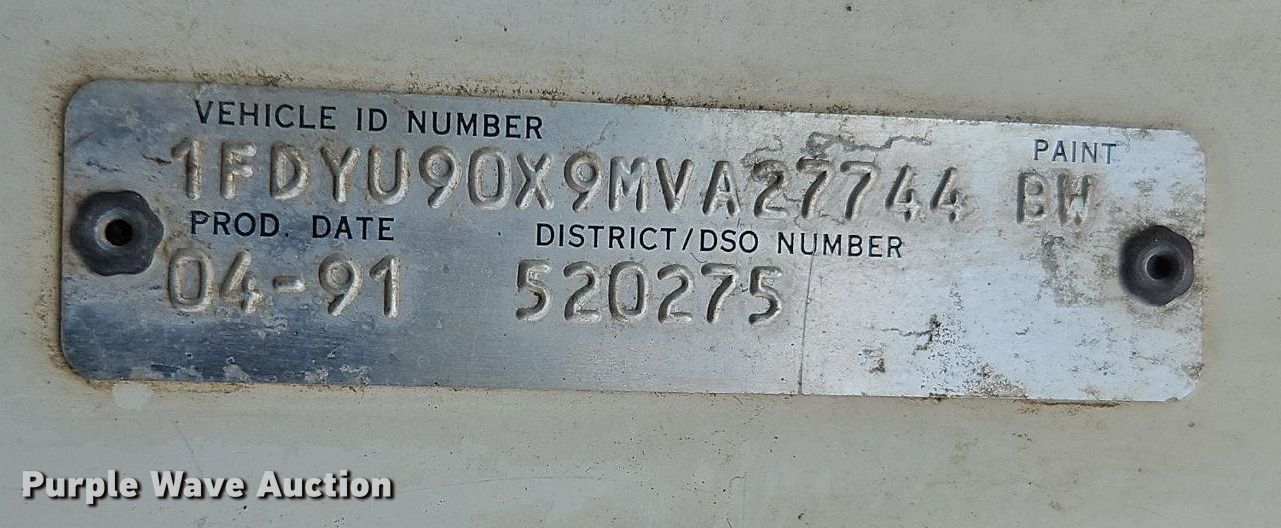 VEHICLE ID NUMBER
PAINT
1FDYU90X9MVA27744 BW
PROD. DATE
DISTRICT/DSO NUMBER
04-91
520275
Purple Wave Auction